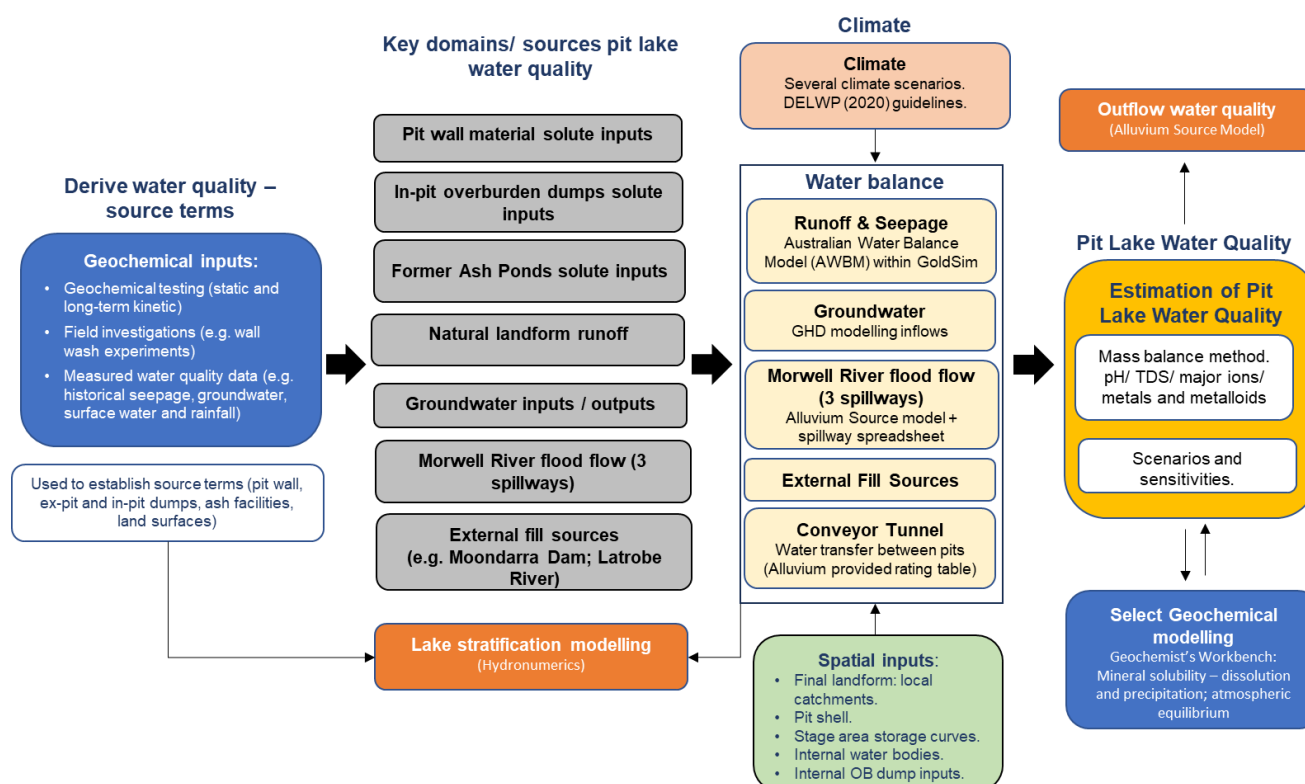 Derive water quality –
source terms
Geochemical inputs:
• Geochemical testing (static and
long-term kinetic)
• Field investigations (e.g. wall
wash experiments)
• Measured water quality data (e.g.
historical seepage, groundwater,
surface water and rainfall)
Used to establish source terms (pit wall,
ex-pit and in-pit dumps, ash facilities,
land surfaces)
Key domains/ sources pit lake
water quality
Pit wall material solute inputs
In-pit overburden dumps solute
inputs
Former Ash Ponds solute inputs
Natural landform runoff
Groundwater inputs / outputs
Morwell River flood flow (3
spillways)
External fill sources
(e.g. Moondarra Dam; Latrobe
River)
Lake stratification modelling
(Hydronumerics)
Climate
Climate
Several climate scenarios.
DELWP (2020) guidelines.
Water balance
Runoff & Seepage
Australian Water Balance
Model (AWBM) within GoldSim
Groundwater
GHD modelling inflows
Morwell River flood flow
(3 spillways)
Alluvium Source model +
spillway spreadsheet
External Fill Sources
Conveyor Tunnel
Water transfer between pits
(Alluvium provided rating table)
Spatial inputs:
• Final landform: local
catchments.
• Pit shell.
• Stage area storage curves.
• Internal water bodies.
• Internal OB dump inputs.
Outflow water quality
(Alluvium Source Model)
Pit Lake Water Quality
Estimation of Pit
Lake Water Quality
Mass balance method.
pH/ TDS/ major ions/
metals and metalloids
Scenarios and
sensitivities.
Select Geochemical
modelling
Geochemist's Workbench:
Mineral solubility – dissolution
and precipitation; atmospheric
equilibrium